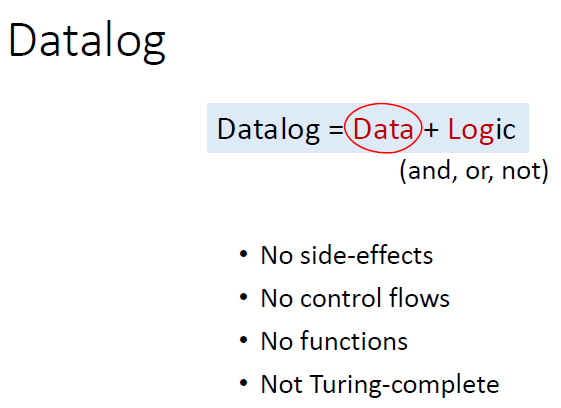 Datalog
Datalog = Data + Logic
(and, or, not)
• No side-effects
• No control flows
• No functions
• Not Turing-complete